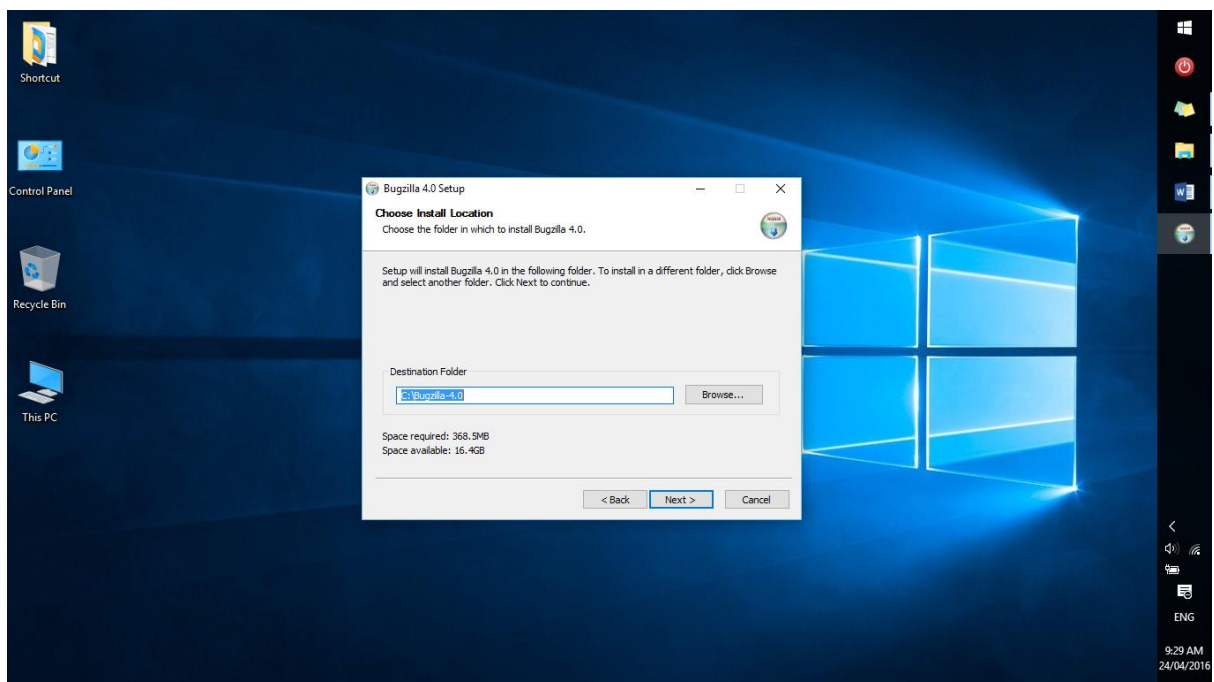 Shortcut
Control Panel
Recycle Bin
This PC
Bugzilla 4.0 Setup
Choose Install Location
Choose the folder in which to install Bugzilla 4.0.
Setup will install Bugzilla 4.0 in the following folder. To install in a different folder, click Browse
and select another folder. Click Next to continue.
Destination Folder
C:\Bugzilla-4.0
Browse...
Space required: 368.5MB
Space available: 16.4GB
< Back Next > Cancel
ENG
9:29 AM
24/04/2016